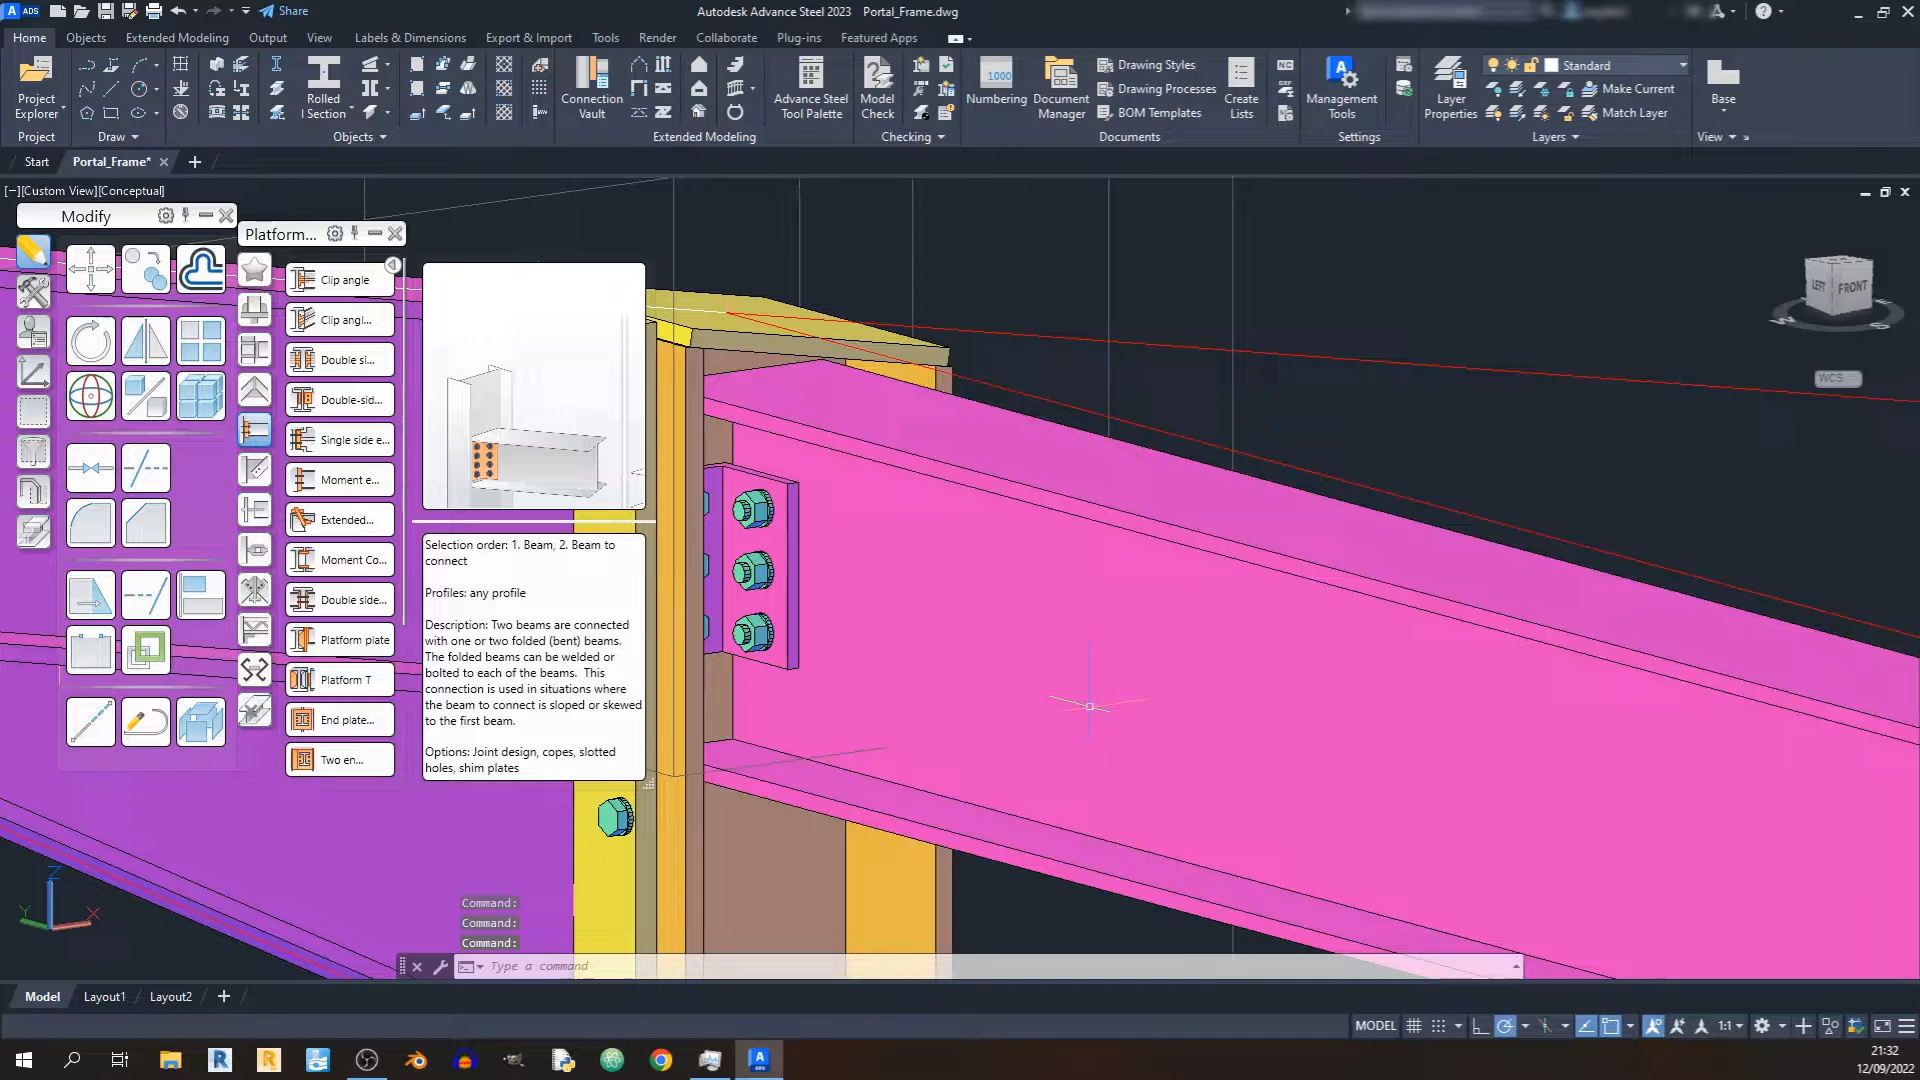 A ADS
Share
Autodesk Advance Steel 2023 Portal_Frame.dwg
Home
Objects
Extended Modeling
Output
View
Labels & Dimensions
Export & Import
Tools
Render
Collaborate
Plug-ins
Featured Apps
Project
Explorer
Rolled
I Section
Connection
Vault
Advance Steel
Tool Palette
Model
Check
1000
Numbering
Document
Manager
Drawing Styles
Drawing Processes
BOM Templates
Create
Lists
NC
DXF
Management
Tools
Layer
Properties
Standard
Make Current
Match Layer
Base
Project
Draw
Objects
Extended Modeling
Checking
Documents
Settings
Layers
View
Start
Portal_Frame*
[−][Custom View][Conceptual]
Modify
Platform...
Clip angle
Clip angl...
Double si...
Double-sid...
Single side e...
Moment e...
Extended...
Moment Co...
Double side...
Platform plate
Platform T
End plate...
Two en...
Selection order: 1. Beam, 2. Beam to
connect
Profiles: any profile
Description: Two beams are connected
with one or two folded (bent) beams.
The folded beams can be welded or
bolted to each of the beams. This
connection is used in situations where
the beam to connect is sloped or skewed
to the first beam.
Options: Joint design, copes, slotted
holes, shim plates
LEFT
FRONT
W
S
WCS
Z
Y
X
Command:
Command:
Command:
Type a command
Model
Layout1
Layout2
MODEL
1:1
21:32
12/09/2022